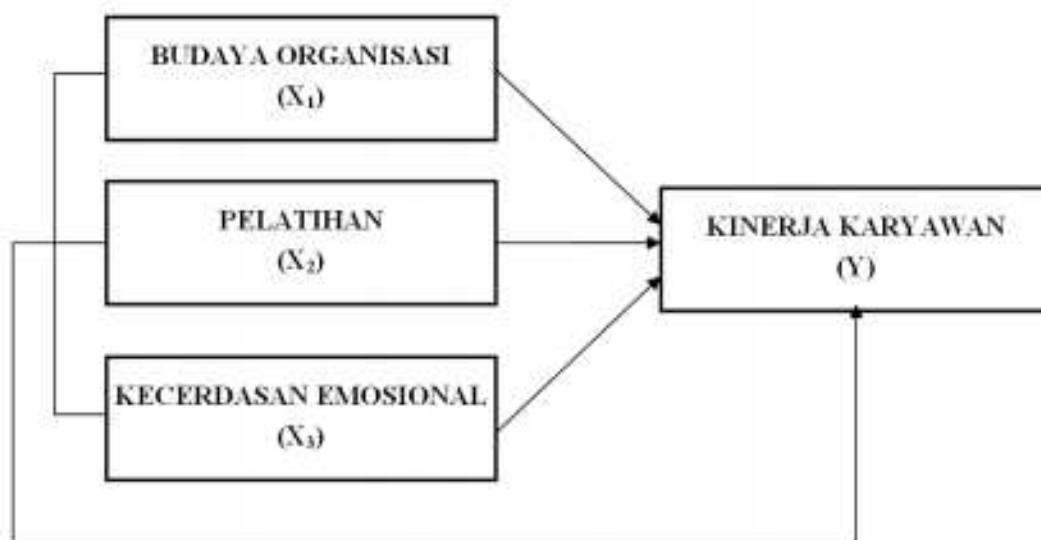 BUDAYA ORGANISASI
(X₁)
PELATIHAN
(X₂)
KECERDASAN EMOSIONAL
(X₃)
KINERJA KARYAWAN
(Y)